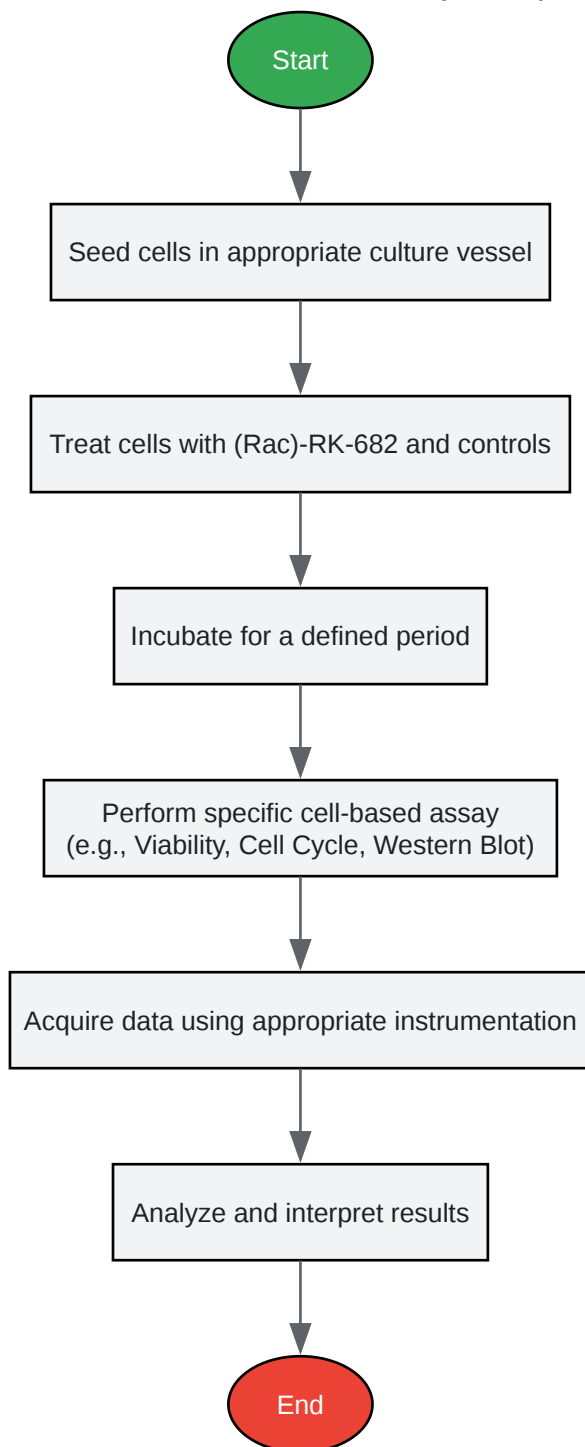 Start
Seed cells in appropriate culture vessel
Treat cells with (Rac)-RK-682 and controls
Incubate for a defined period
Perform specific cell-based assay
(e.g., Viability, Cell Cycle, Western Blot)
Acquire data using appropriate instrumentation
Analyze and interpret results
End